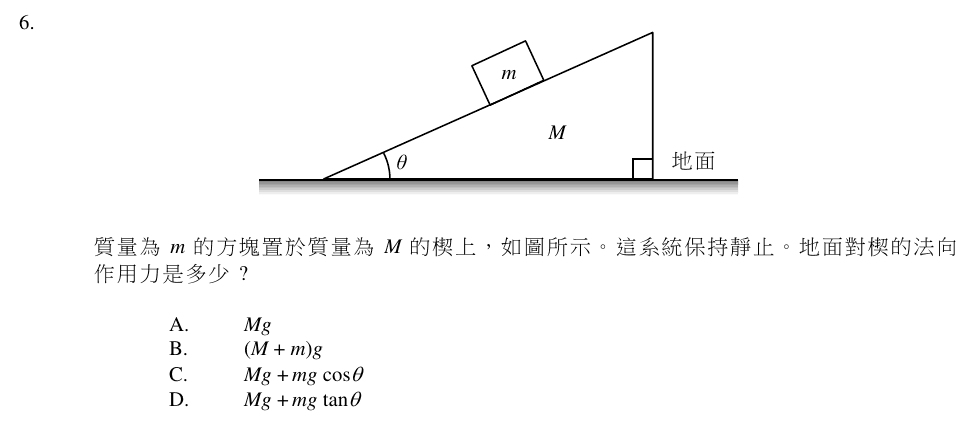 6.
m
M
θ
地面
質量為 m 的方塊置於質量為 M 的楔上，如圖所示。這系統保持靜止。地面對楔的法向
作用力是多少 ?
A. Mg
B. (M + m)g
C. Mg + mg cosθ
D. Mg + mg tanθ